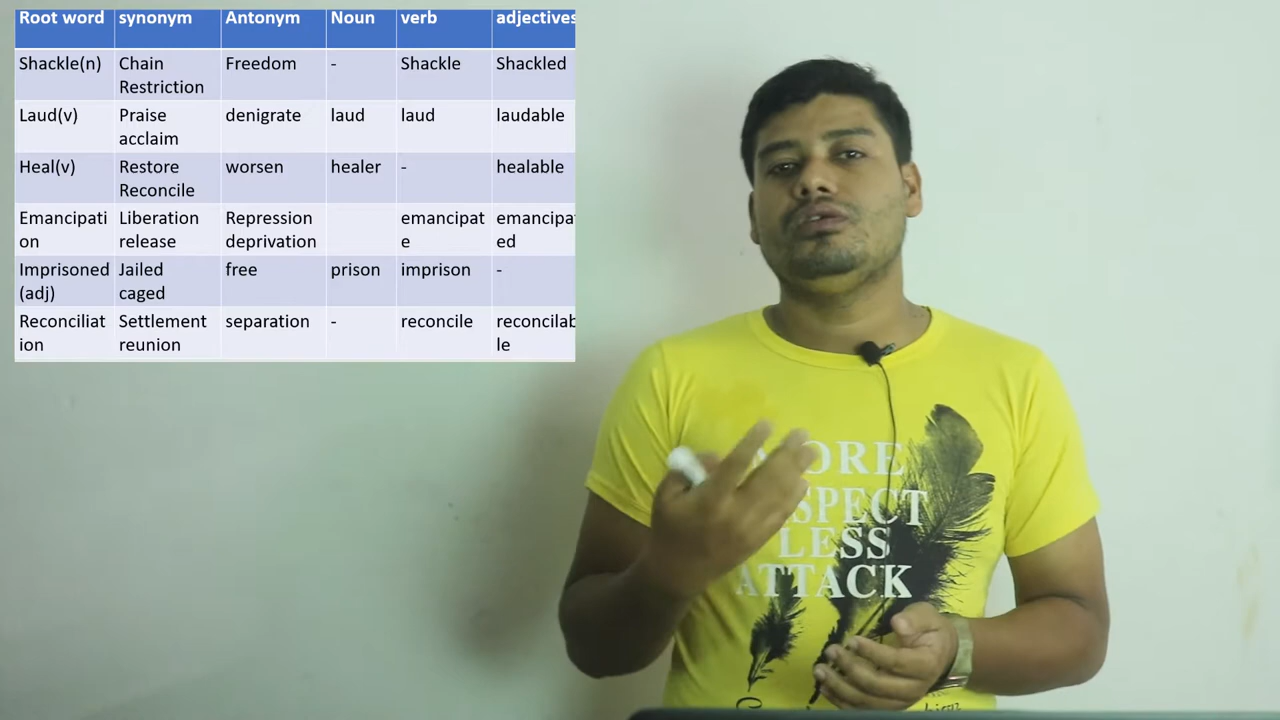 Root word synonym Antonym Noun verb adjectives
Shackle(n) Chain Freedom - Shackle Shackled
Restriction
Laud(v) Praise denigrate laud laud laudable
acclaim
Heal(v) Restore worsen healer - healable
Reconcile
Emancipati Liberation Repression emancipat emancipat
on release deprivation e ed
Imprisoned Jailed free prison imprison -
(adj) caged
Reconciliat Settlement separation - reconcile reconcilab
ion reunion le
MORE
RESPECT
LESS
ATTACK